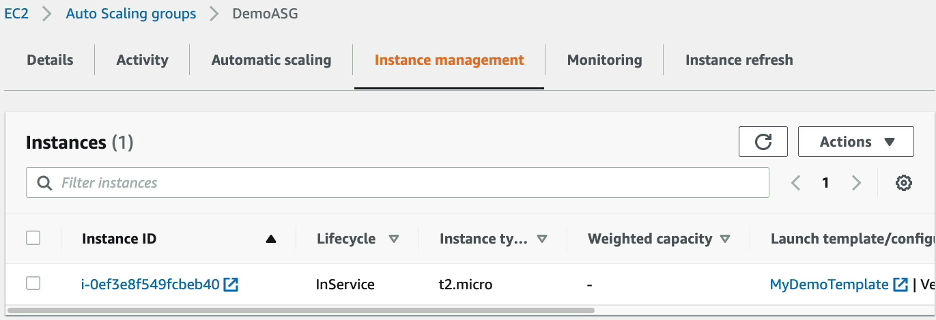 EC2 > Auto Scaling groups > DemoASG
Details Activity Automatic scaling Instance management Monitoring Instance refresh
Instances (1) Actions
Filter instances 1
Instance ID Lifecycle Instance ty... Weighted capacity Launch template/configu
i-0ef3e8f549fcbeb40 InService t2.micro - MyDemoTemplate | Ve